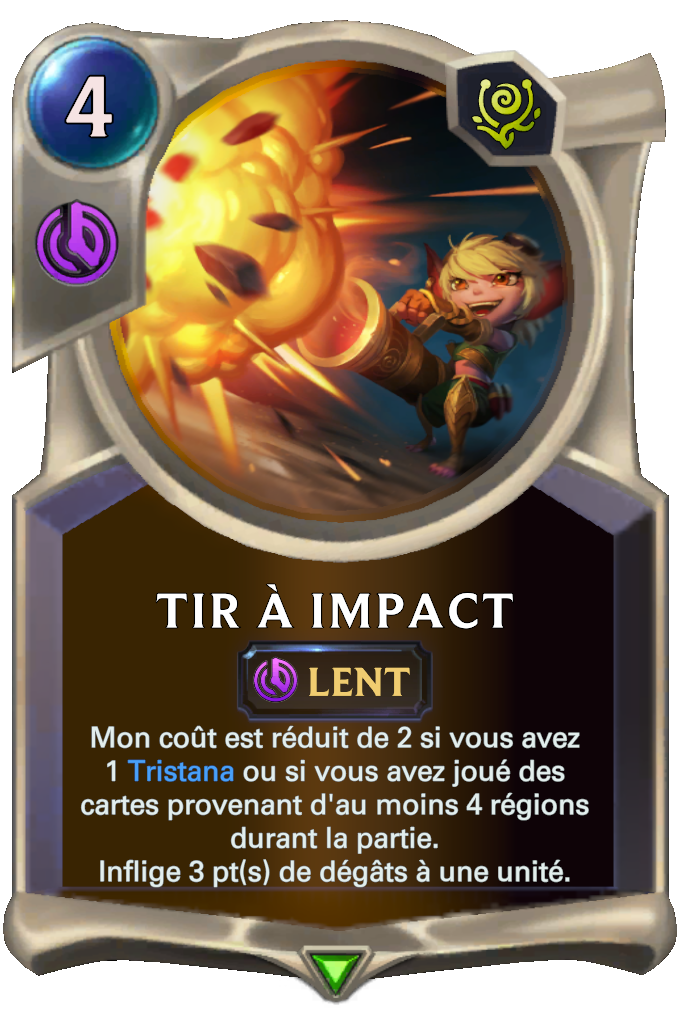 4
TIR À IMPACT
LENT
Mon coût est réduit de 2 si vous avez
1 Tristana ou si vous avez joué des
cartes provenant d'au moins 4 régions
durant la partie.
Inflige 3 pt(s) de dégâts à une unité.